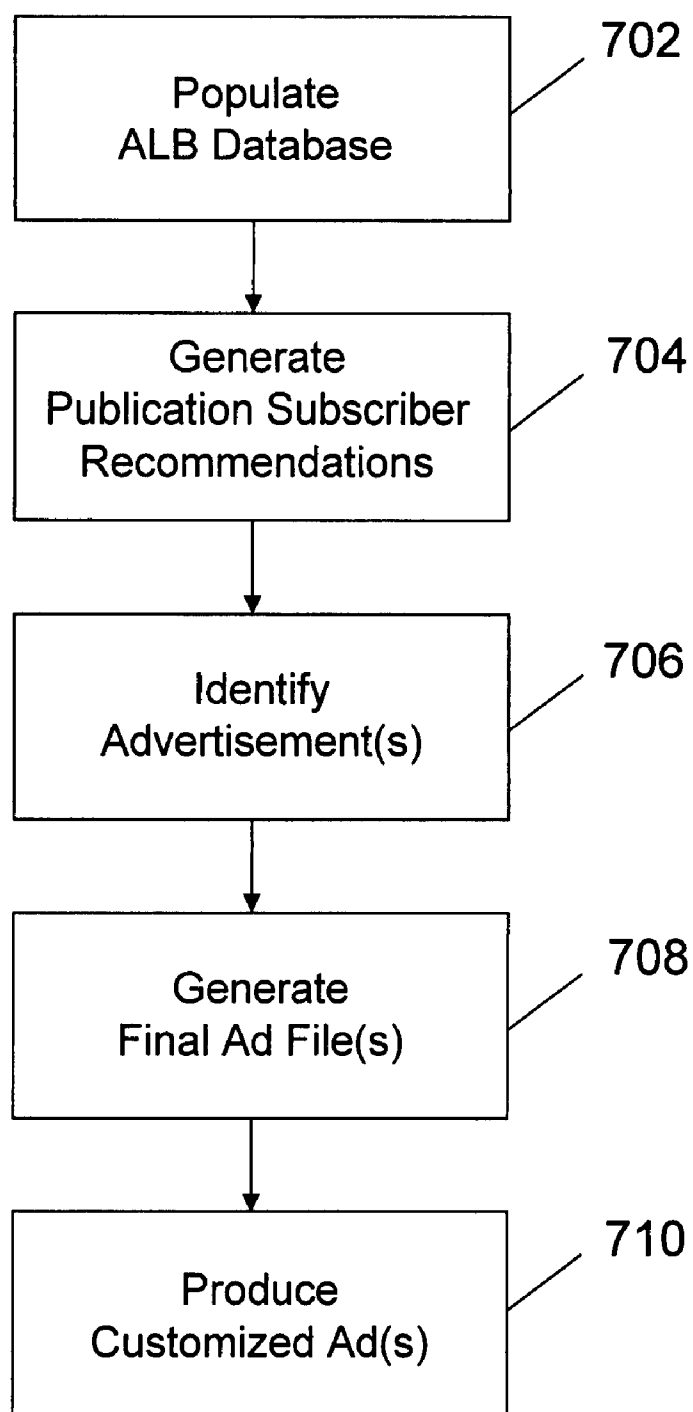 702
Populate
ALB Database
704
Generate
Publication Subscriber
Recommendations
706
Identify
Advertisement(s)
708
Generate
Final Ad File(s)
710
Produce
Customized Ad(s)